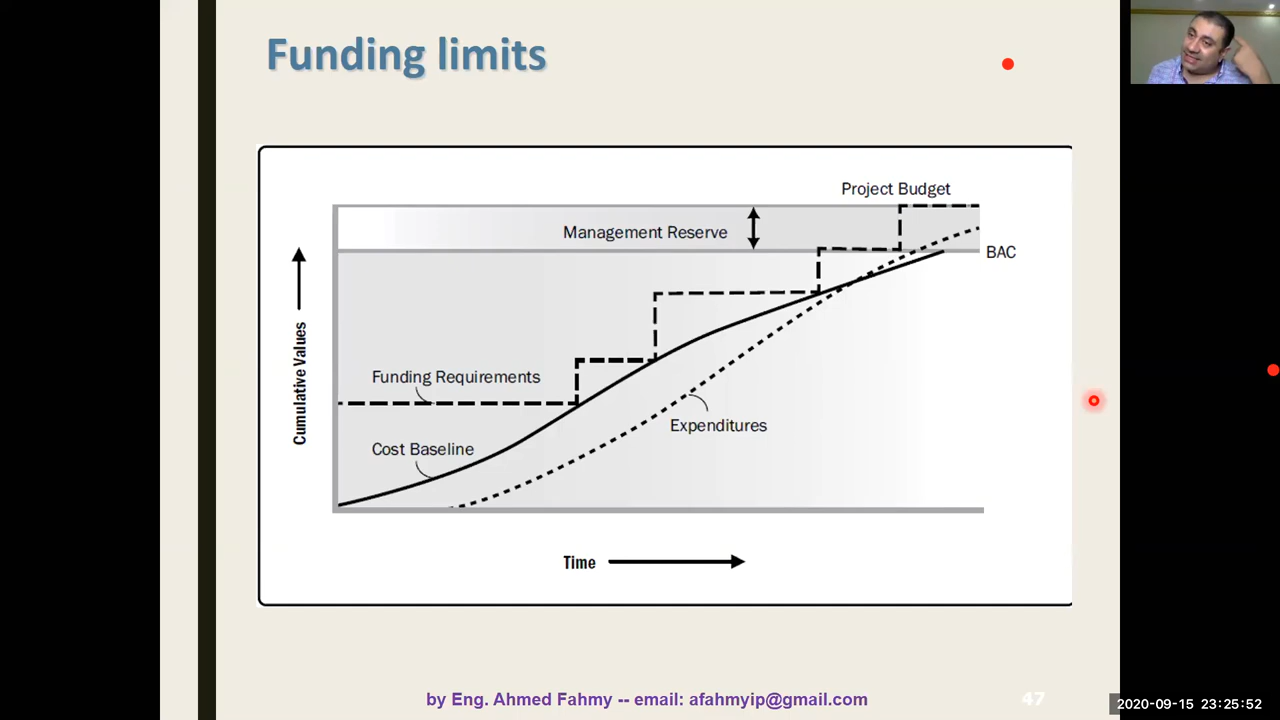 Funding limits
Project Budget
Management Reserve
BAC
Funding Requirements
Expenditures
Cost Baseline
Cumulative Values
Time
by Eng. Ahmed Fahmy -- email: afahmyip@gmail.com
47
2020-09-15 23:25:52